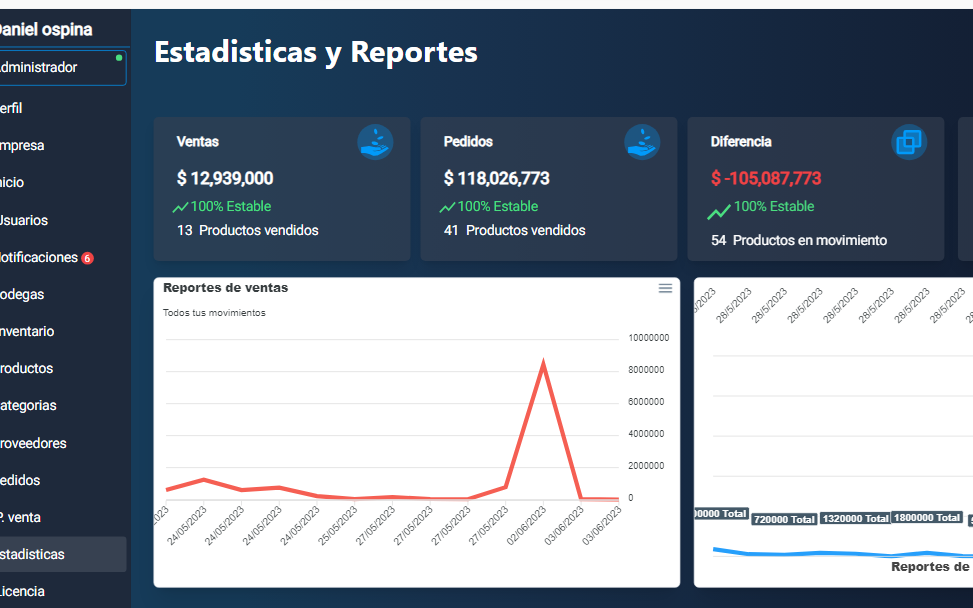 Daniel ospina
Administrador
erfil
mpresa
nicio
Usuarios
otificaciones 6
odegas
nventario
roductos
ategorias
roveedores
edidos
P. venta
stadisticas
Licencia
Estadisticas y Reportes
Ventas
$ 12,939,000
100% Estable
13 Productos vendidos
Pedidos
$ 118,026,773
100% Estable
41 Productos vendidos
Diferencia
$ -105,087,773
100% Estable
54 Productos en movimiento
Reportes de ventas
Todos tus movimientos
10000000
8000000
6000000
4000000
2000000
0
2023
24/05/2023
24/05/2023
24/05/2023
24/05/2023
25/05/2023
27/05/2023
27/05/2023
27/05/2023
27/05/2023
02/06/2023
03/06/2023
03/06/2023
5/2023
28/5/2023
28/5/2023
28/5/2023
28/5/2023
28/5/2023
28/5/2023
28/5/2023
00000 Total
720000 Total
1320000 Total
1800000 Total
Reportes de